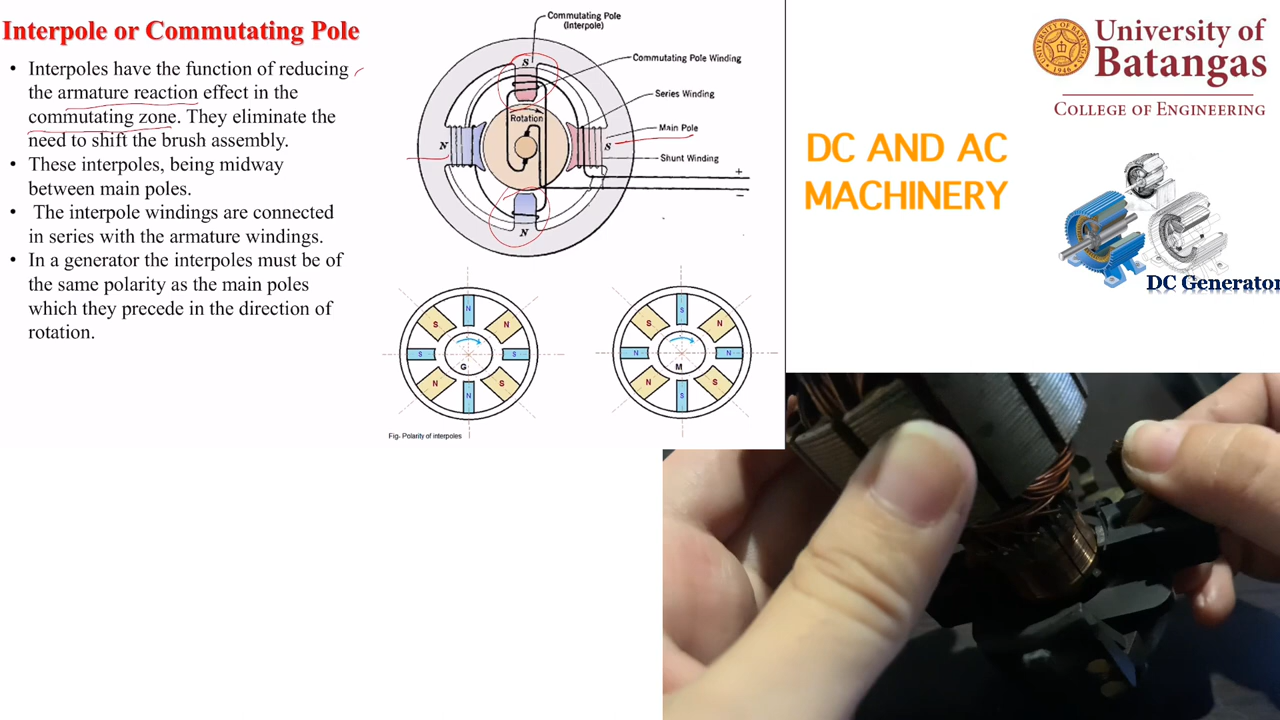 Interpole or Commutating Pole
• Interpoles have the function of reducing
the armature reaction effect in the
commutating zone. They eliminate the
need to shift the brush assembly.
• These interpoles, being midway
between main poles.
• The interpole windings are connected
in series with the armature windings.
• In a generator the interpoles must be of
the same polarity as the main poles
which they precede in the direction of
rotation.
Commutating Pole
(Interpole)
Commutating Pole Winding
Series Winding
Main Pole
Shunt Winding
Rotation
S
N
S
N
+
−
N
S
N
S
S
G
N
S
N
S
S
N
N
N
M
N
S
S
Fig- Polarity of interpoles
UNIVERSITY OF BATANGAS
1946
University of
Batangas
COLLEGE OF ENGINEERING
DC AND AC
MACHINERY
DC Generator